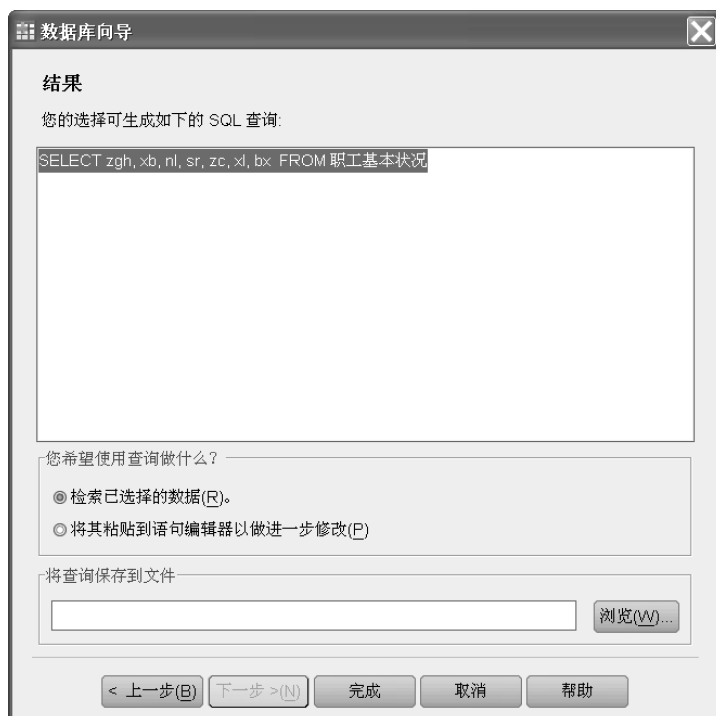 数据库向导
结果
您的选择可生成如下的 SQL 查询:
SELECT zgh, xb, nl, sr, zc, xl, bx  FROM 职工基本状况
您希望使用查询做什么？
检索已选择的数据(R)。
将其粘贴到语句编辑器以做进一步修改(P)
将查询保存到文件
浏览(W)...
< 上一步(B) 下一步 >(N) 完成 取消 帮助